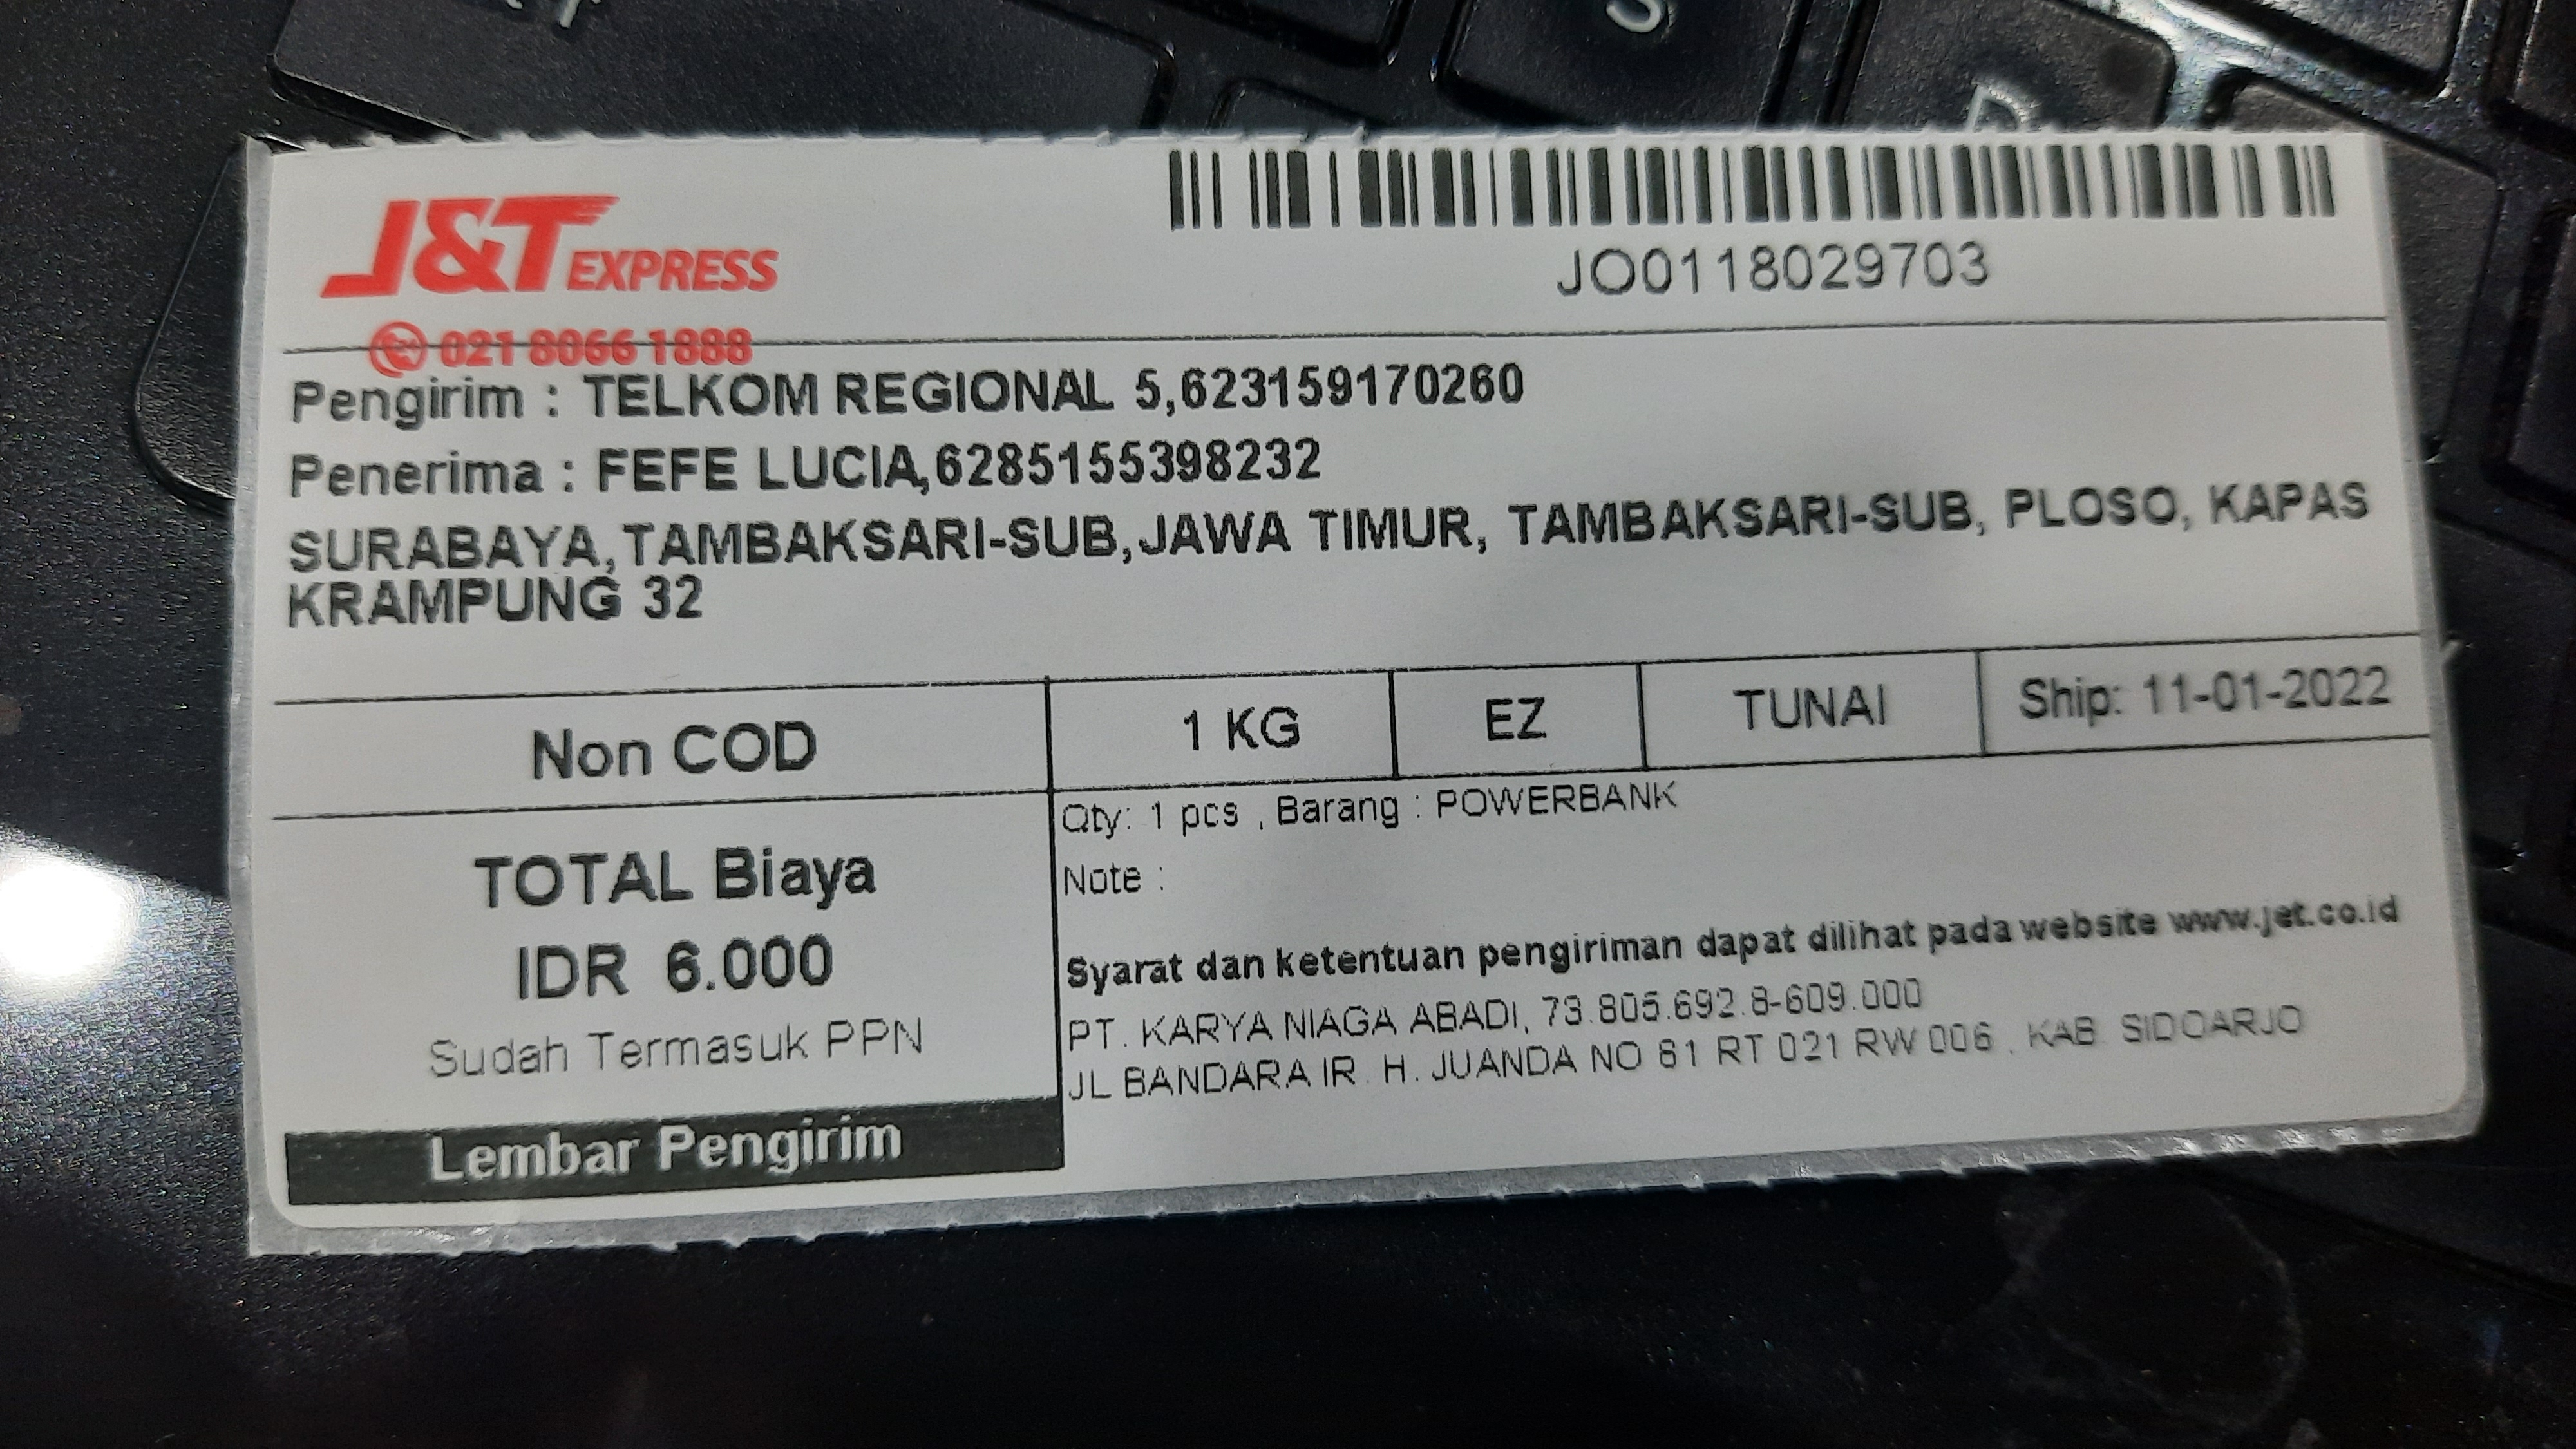 J&T EXPRESS
021 8066 1888
JO0118029703
Pengirim : TELKOM REGIONAL 5,623159170260
Penerima : FEFE LUCIA,6285155398232
SURABAYA,TAMBAKSARI-SUB,JAWA TIMUR, TAMBAKSARI-SUB, PLOSO, KAPAS
KRAMPUNG 32
Non COD
1 KG
EZ
TUNAI
Ship: 11-01-2022
TOTAL Biaya
IDR 6.000
Sudah Termasuk PPN
Lembar Pengirim
Qty: 1 pcs , Barang : POWERBANK
Note :
Syarat dan ketentuan pengiriman dapat dilihat pada website www.jet.co.id
PT. KARYA NIAGA ABADI, 73.805.692.8-609.000
JL BANDARA IR. H. JUANDA NO 81 RT 021 RW 006 , KAB. SIDOARJO